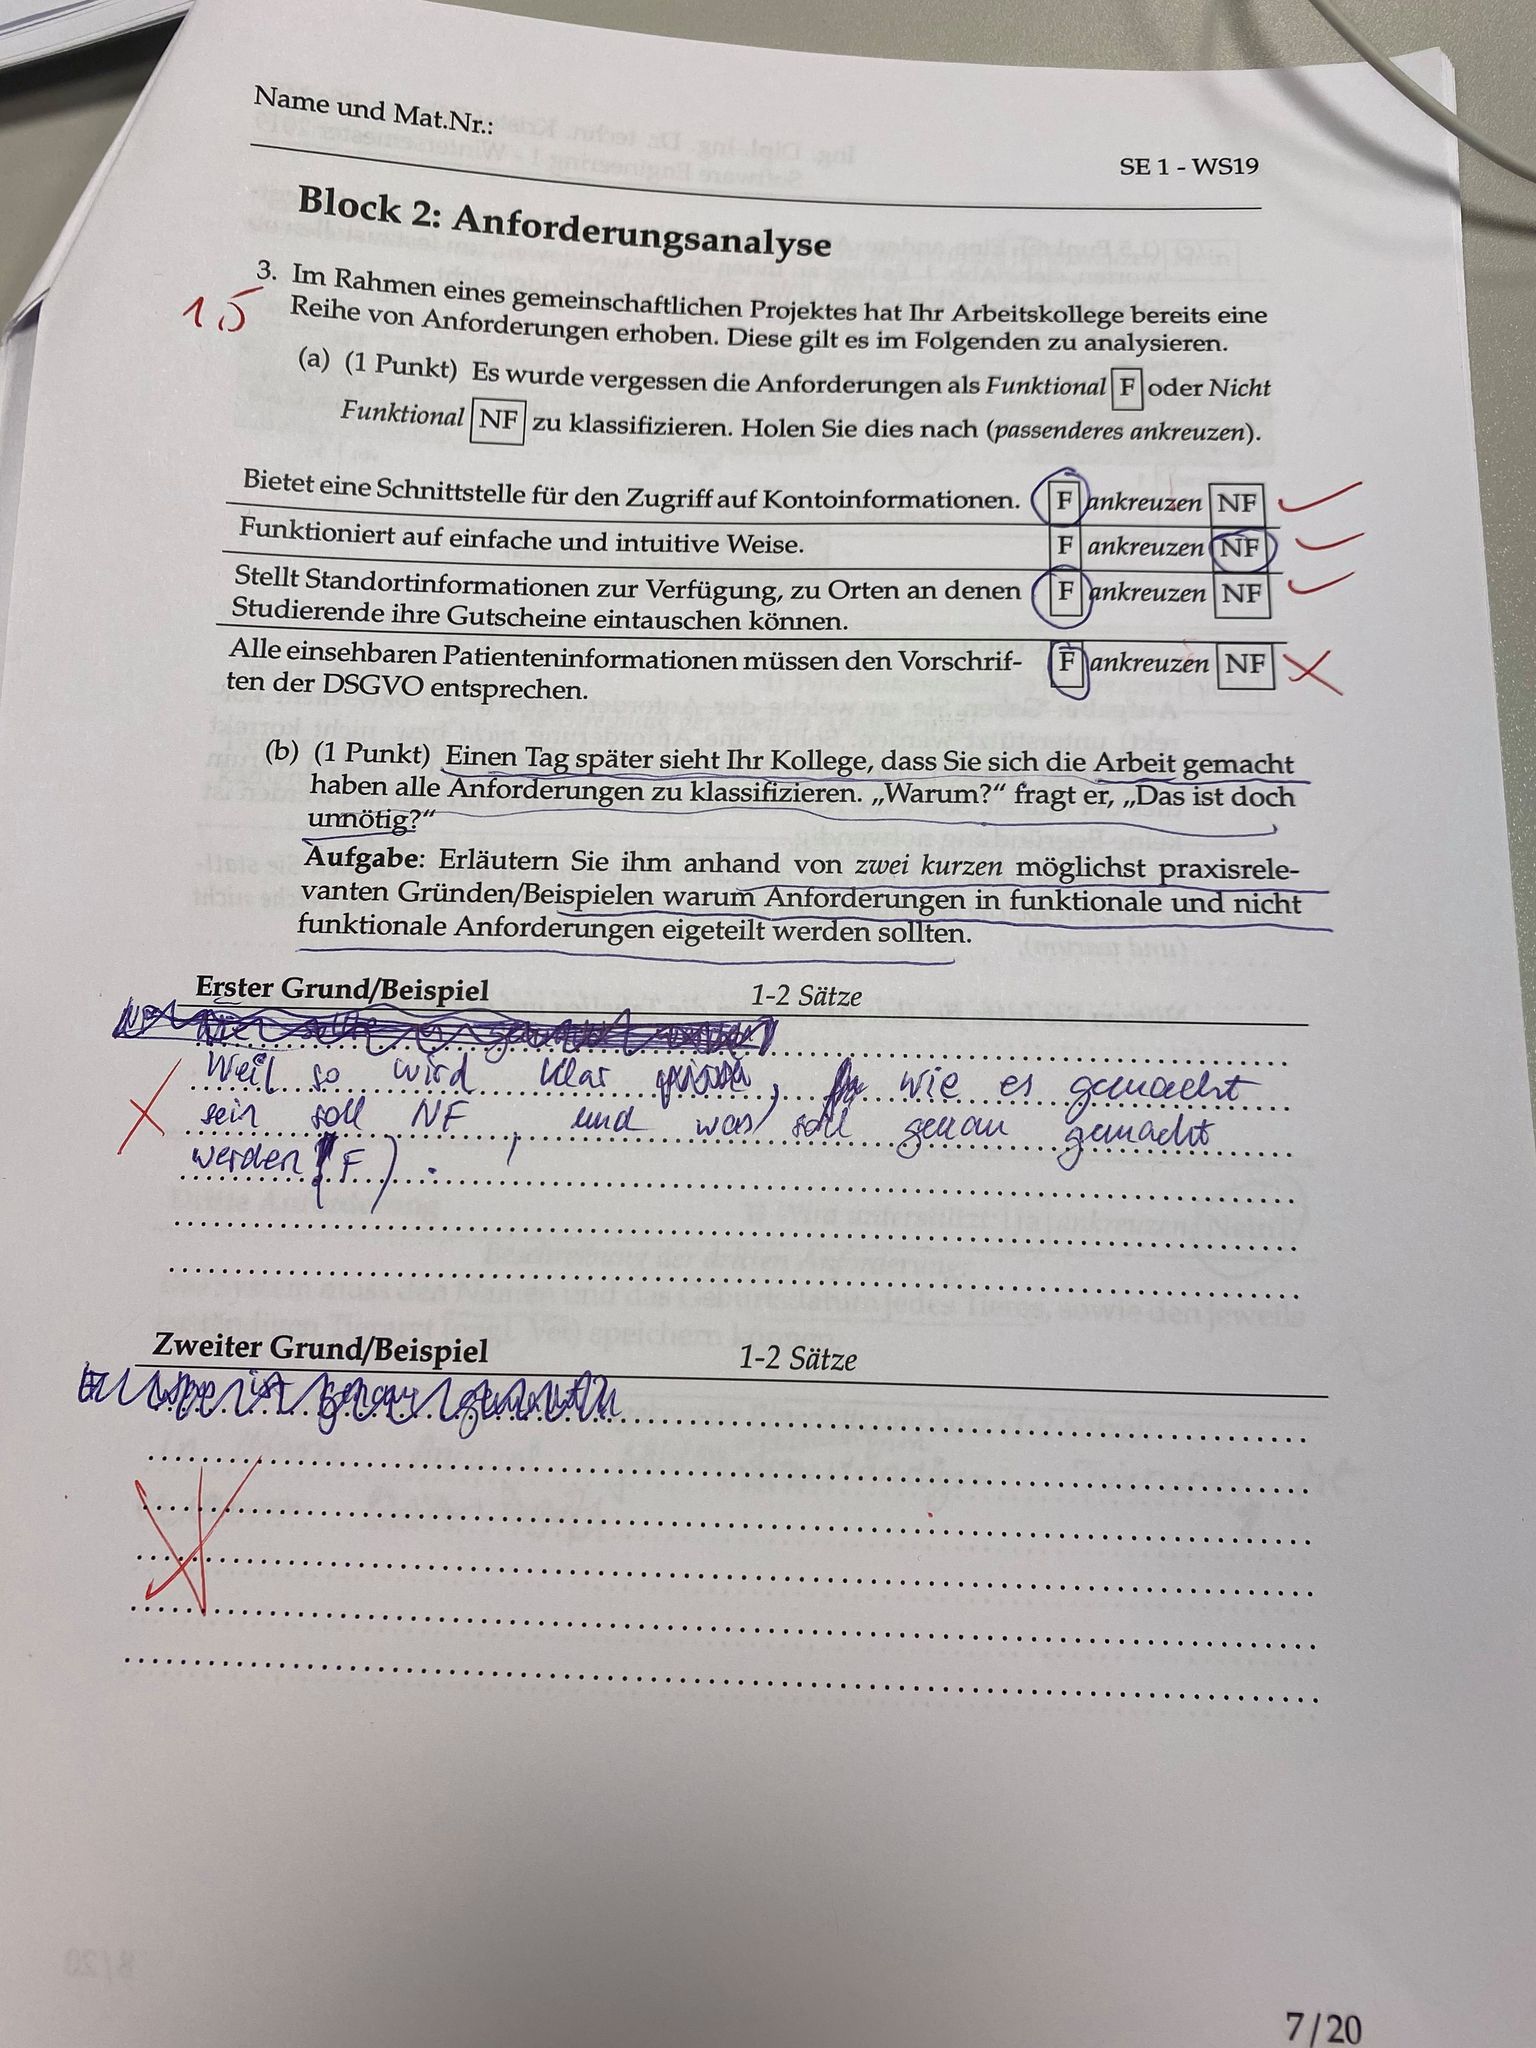 Name und Mat.Nr.:
SE 1 - WS19
Block 2: Anforderungsanalyse
15
3. Im Rahmen eines gemeinschaftlichen Projektes hat Ihr Arbeitskollege bereits eine
Reihe von Anforderungen erhoben. Diese gilt es im Folgenden zu analysieren.
(a) (1 Punkt) Es wurde vergessen die Anforderungen als Funktional F oder Nicht
Funktional NF zu klassifizieren. Holen Sie dies nach (passenderes ankreuzen).
Bietet eine Schnittstelle für den Zugriff auf Kontoinformationen. F ankreuzen NF
Funktioniert auf einfache und intuitive Weise. F ankreuzen NF
Stellt Standortinformationen zur Verfügung, zu Orten an denen F ankreuzen NF
Studierende ihre Gutscheine eintauschen können.
Alle einsehbaren Patienteninformationen müssen den Vorschrif- F ankreuzen NF
ten der DSGVO entsprechen.
(b) (1 Punkt) Einen Tag später sieht Ihr Kollege, dass Sie sich die Arbeit gemacht
haben alle Anforderungen zu klassifizieren. „Warum?“ fragt er, „Das ist doch
unnötig?“
Aufgabe: Erläutern Sie ihm anhand von zwei kurzen möglichst praxisrele-
vanten Gründen/Beispielen warum Anforderungen in funktionale und nicht
funktionale Anforderungen eigeteilt werden sollten.
Erster Grund/Beispiel 1-2 Sätze
Weil so wird klar , wie es gemacht
sein soll NF , und was soll genau gemacht
werden (F).
Zweiter Grund/Beispiel 1-2 Sätze
7/20